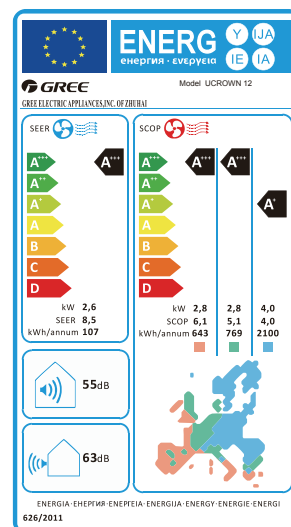 ENERG
енергия · ενεργεια
Y IJA
IE IA
GREE
Model UCROWN 12
GREE ELECTRIC APPLIANCES,INC. OF ZHUHAI
SEER
SCOP
A+++ A+++
A++
A+
A
B
C
D
A+++ A+++ A+++
A++
A+ A+
A
B
C
D
kW 2,6
SEER 8,5
kWh/annum 107
kW 2,8 2,8 4,0
SCOP 6,1 5,1 4,0
kWh/annum 643 769 2100
55dB
63dB
ENERGIA·ЕНЕРГИЯ·ΕΝΕΡΓΕΙΑ·ENERGIJA·ENERGY·ENERGIE·ENERGI
626/2011